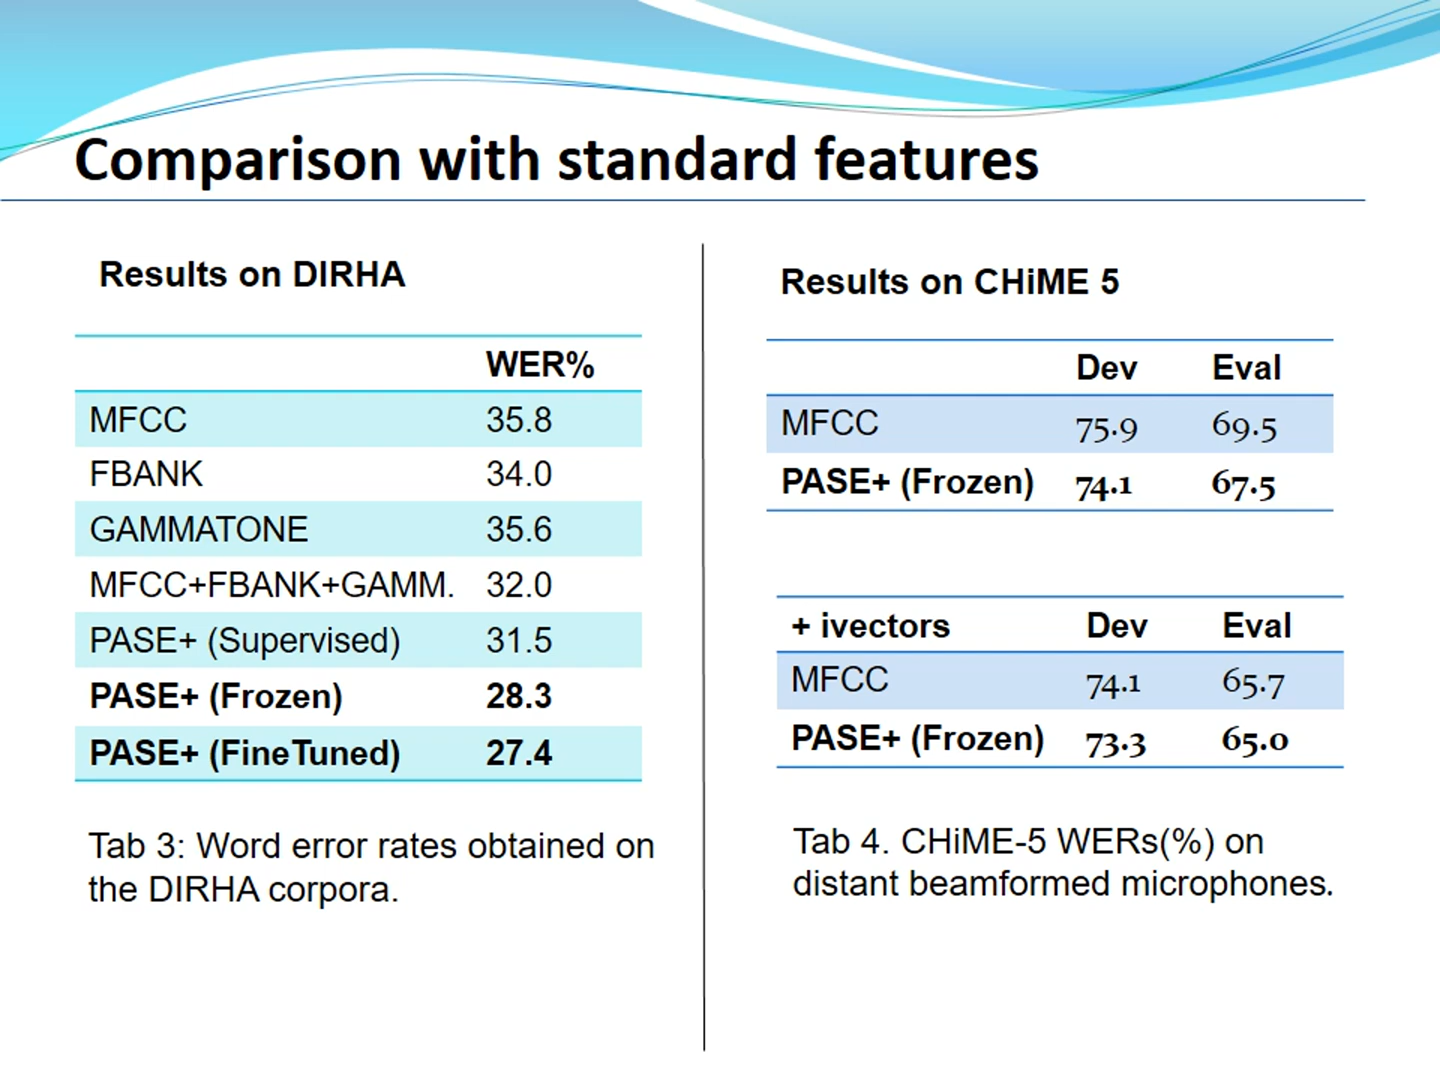 Comparison with standard features
Results on DIRHA
WER%
MFCC 35.8
FBANK 34.0
GAMMATONE 35.6
MFCC+FBANK+GAMM. 32.0
PASE+ (Supervised) 31.5
PASE+ (Frozen) 28.3
PASE+ (FineTuned) 27.4
Tab 3: Word error rates obtained on
the DIRHA corpora.
Results on CHiME 5
Dev Eval
MFCC 75.9 69.5
PASE+ (Frozen) 74.1 67.5
+ ivectors Dev Eval
MFCC 74.1 65.7
PASE+ (Frozen) 73.3 65.0
Tab 4. CHiME-5 WERs(%) on
distant beamformed microphones.